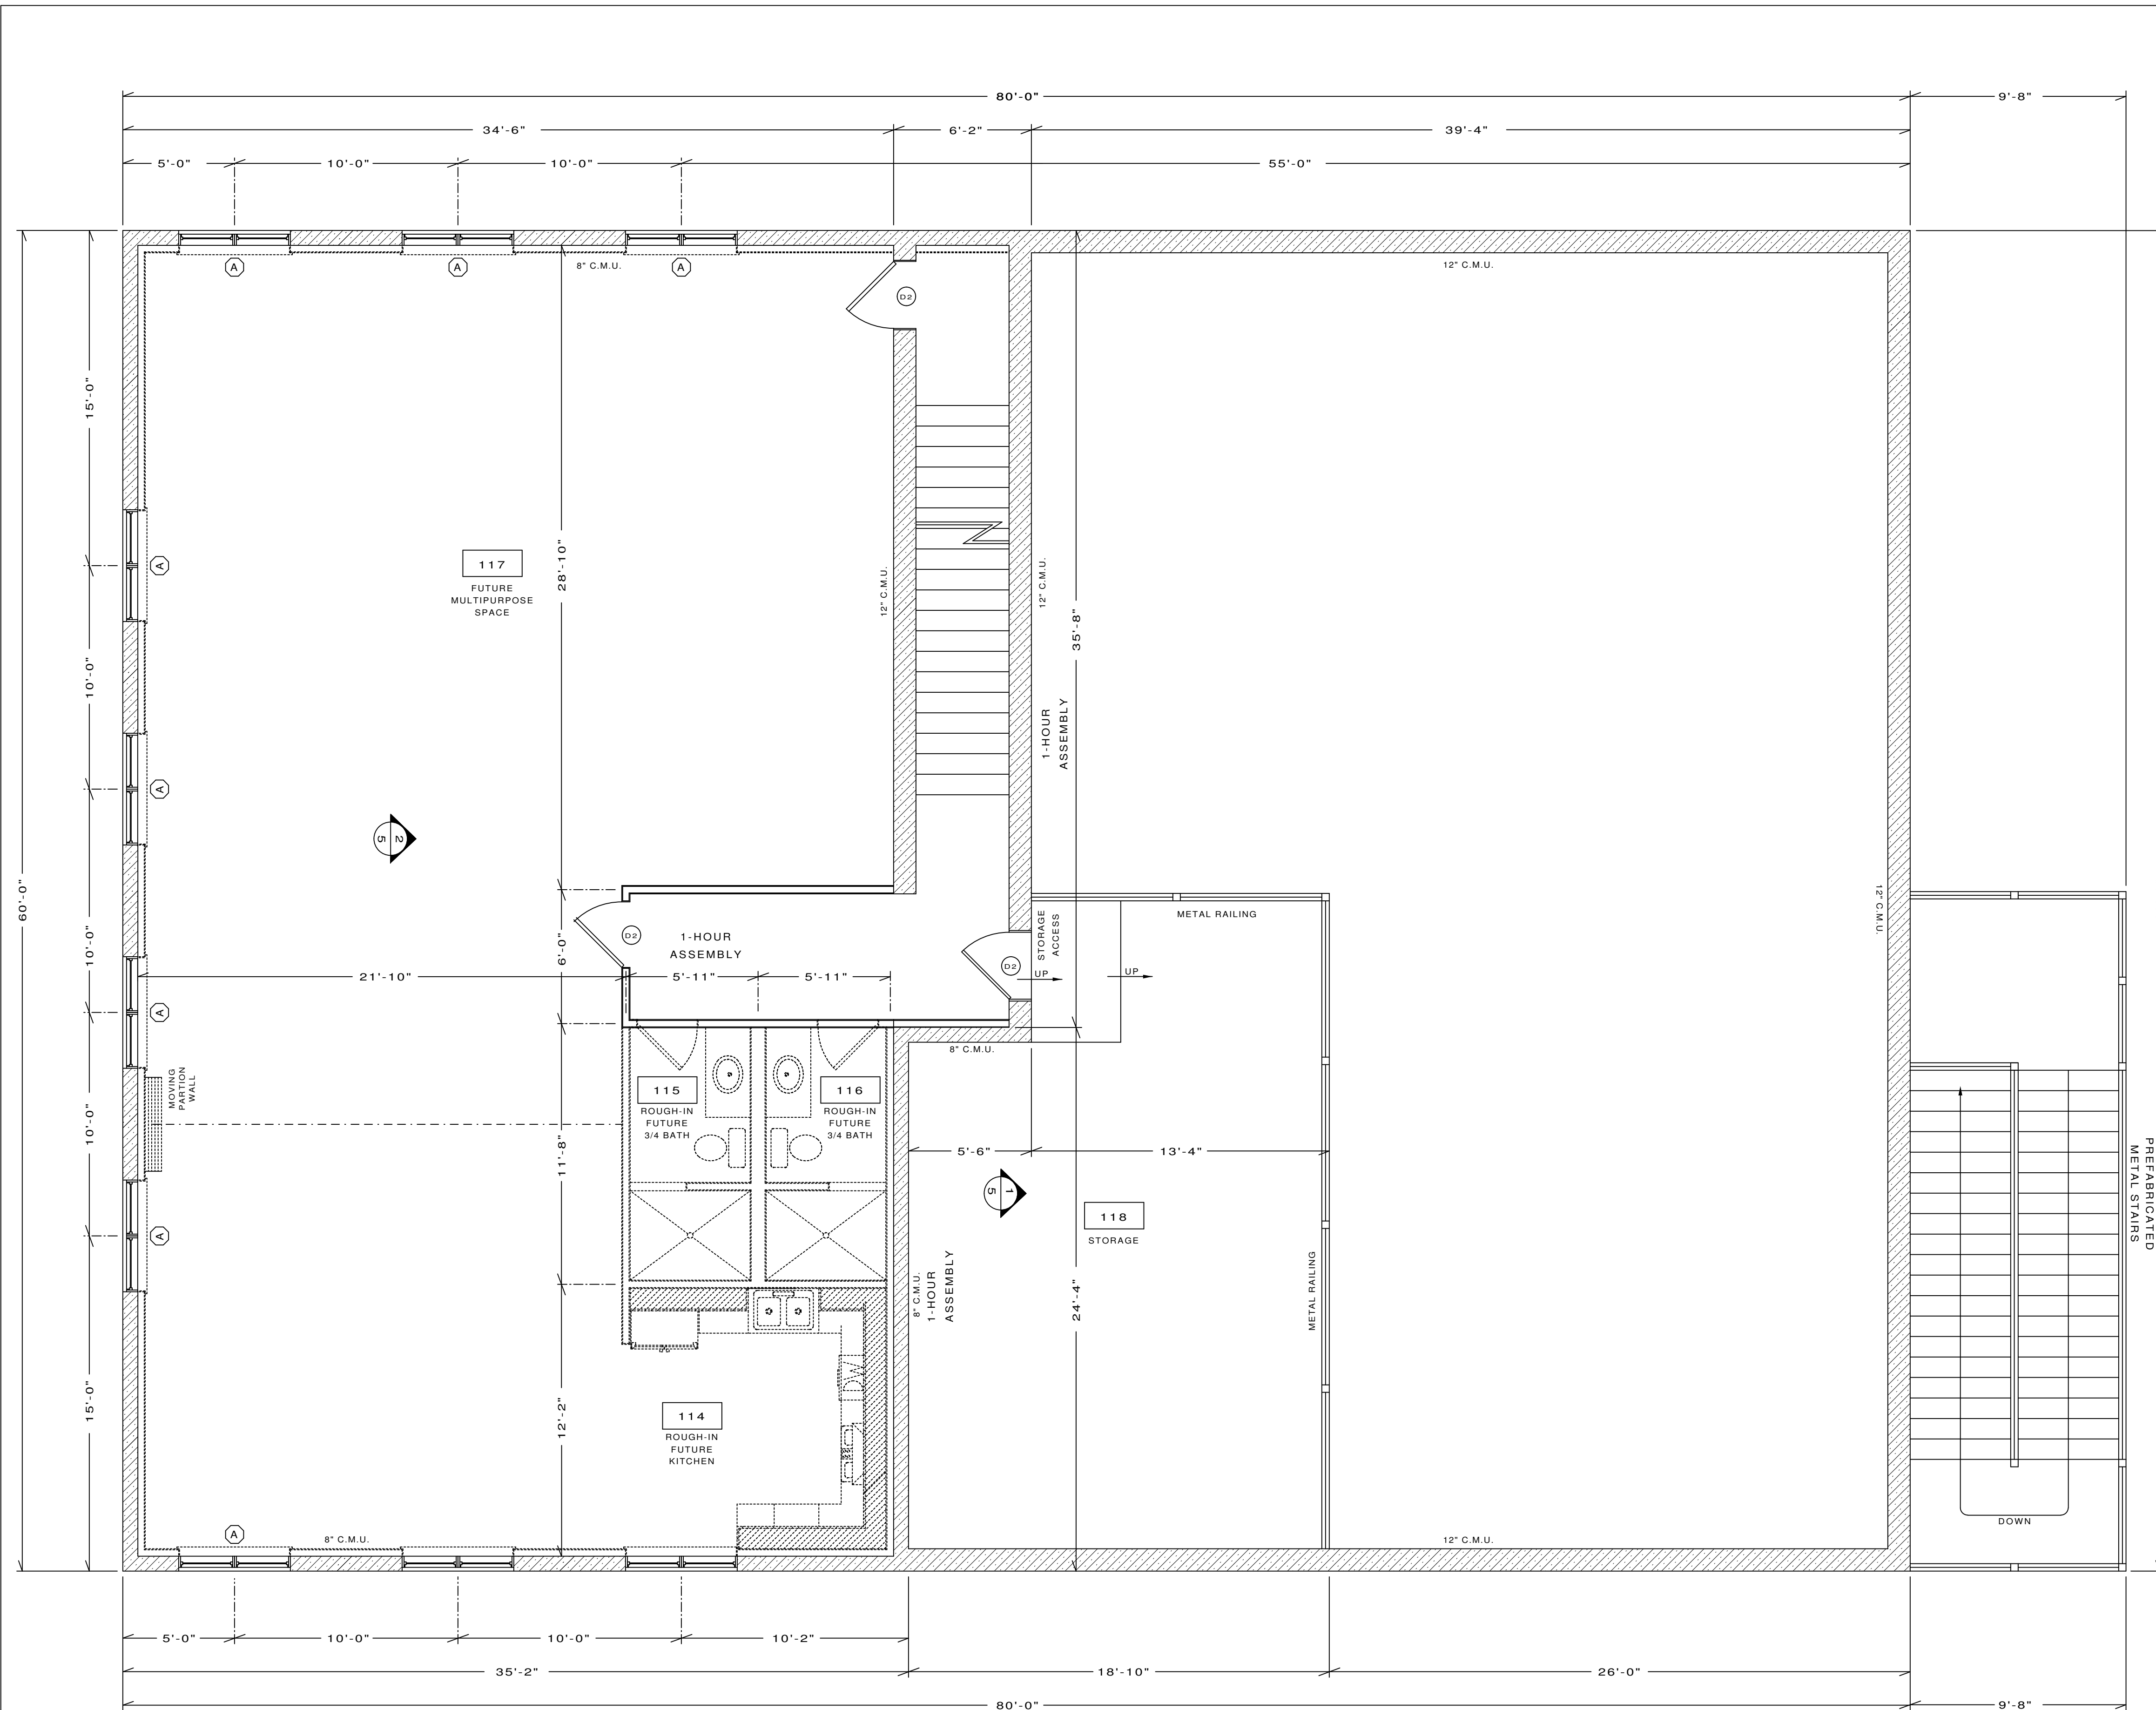 80'-0"
9'-8"
34'-6"
6'-2"
39'-4"
5'-0"
10'-0"
10'-0"
55'-0"
A
A
A
8" C.M.U.
12" C.M.U.
D2
15'-0"
10'-0"
10'-0"
10'-0"
15'-0"
60'-0"
A
A
A
A
117
FUTURE
MULTIPURPOSE
SPACE
28'-10"
12" C.M.U.
12" C.M.U.
35'-8"
1-HOUR
ASSEMBLY
2
5
12" C.M.U.
METAL RAILING
STORAGE
ACCESS
D2
1-HOUR
ASSEMBLY
6'-0"
D2
UP
UP
21'-10"
5'-11"
5'-11"
8" C.M.U.
MOVING
PARTION
WALL
115
ROUGH-IN
FUTURE
3/4 BATH
116
ROUGH-IN
FUTURE
3/4 BATH
11'-8"
5'-6"
13'-4"
1
5
118
STORAGE
8" C.M.U.
1-HOUR
ASSEMBLY
24'-4"
METAL RAILING
PREFABRICATED
METAL STAIRS
DW
12'-2"
114
ROUGH-IN
FUTURE
KITCHEN
A
8" C.M.U.
12" C.M.U.
DOWN
5'-0"
10'-0"
10'-0"
10'-2"
35'-2"
18'-10"
26'-0"
80'-0"
9'-8"